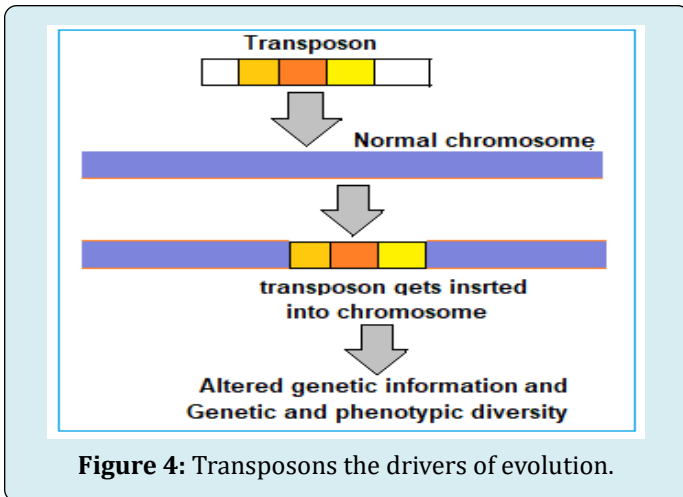 Transposon
Normal chromosome
transposon gets insrted
into chromosome
Altered genetic information and
Genetic and phenotypic diversity
Figure 4: Transposons the drivers of evolution.